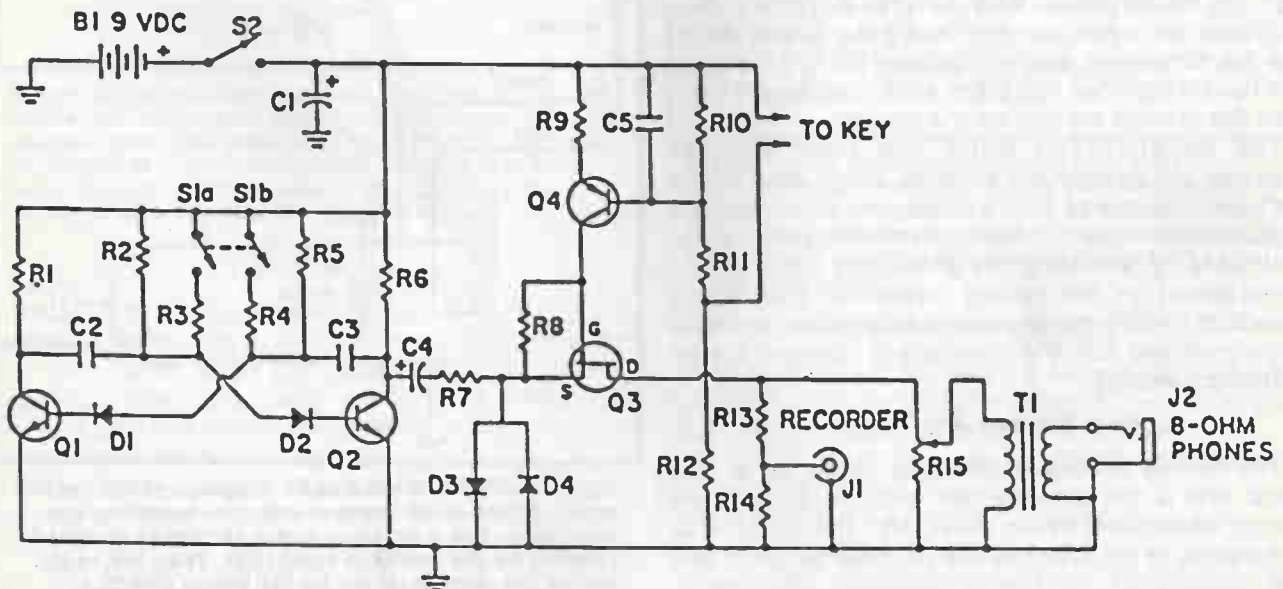 B1 9 VDC
S2
+
+
C1
R9
C5
R10
TO KEY
S1a
S1b
Q4
R1
R2
R5
R6
R11
R3
R4
R8
C2
C3
+
C4
G
S
D
R7
Q3
R13
RECORDER
T1
J2
8-OHM
PHONES
Q1
D1
D2
Q2
D3
D4
R12
R14
J1
R15